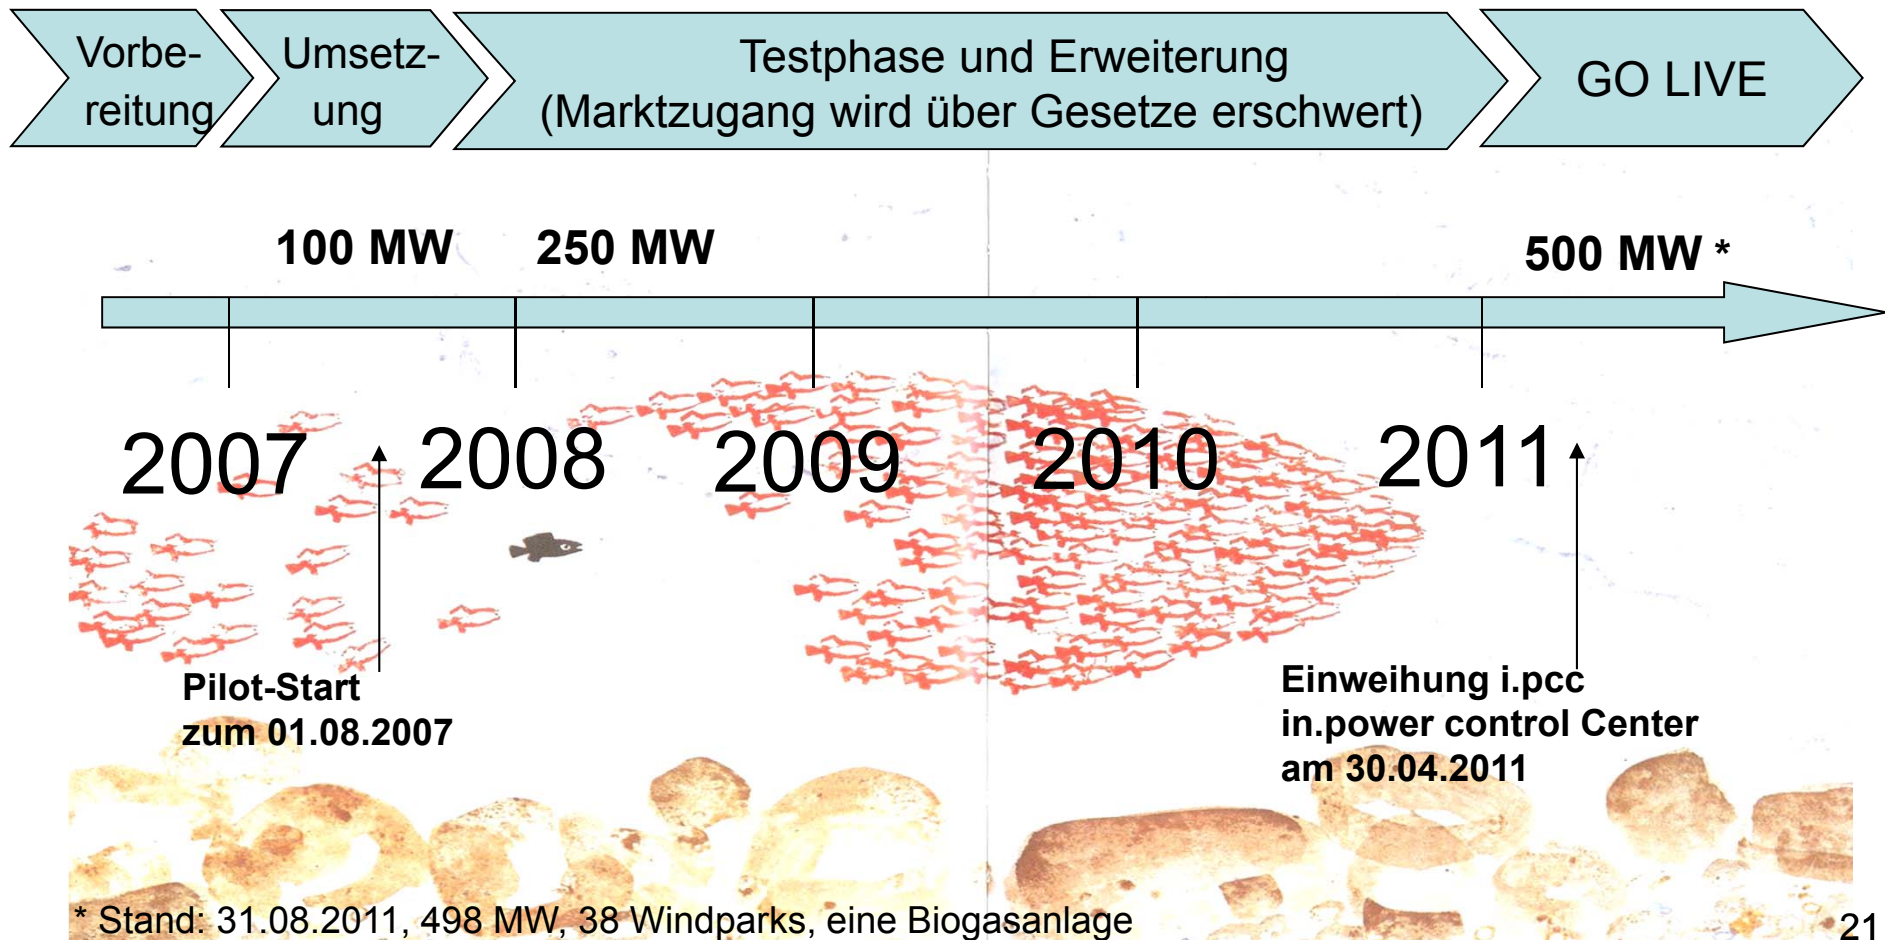 Vorbe-
reitung
Umsetz-
ung
Testphase und Erweiterung
(Marktzugang wird über Gesetze erschwert)
GO LIVE
100 MW
250 MW
500 MW *
2007
2008
2009
2010
2011
Pilot-Start
zum 01.08.2007
Einweihung i.pcc
in.power control Center
am 30.04.2011
* Stand: 31.08.2011, 498 MW, 38 Windparks, eine Biogasanlage
21